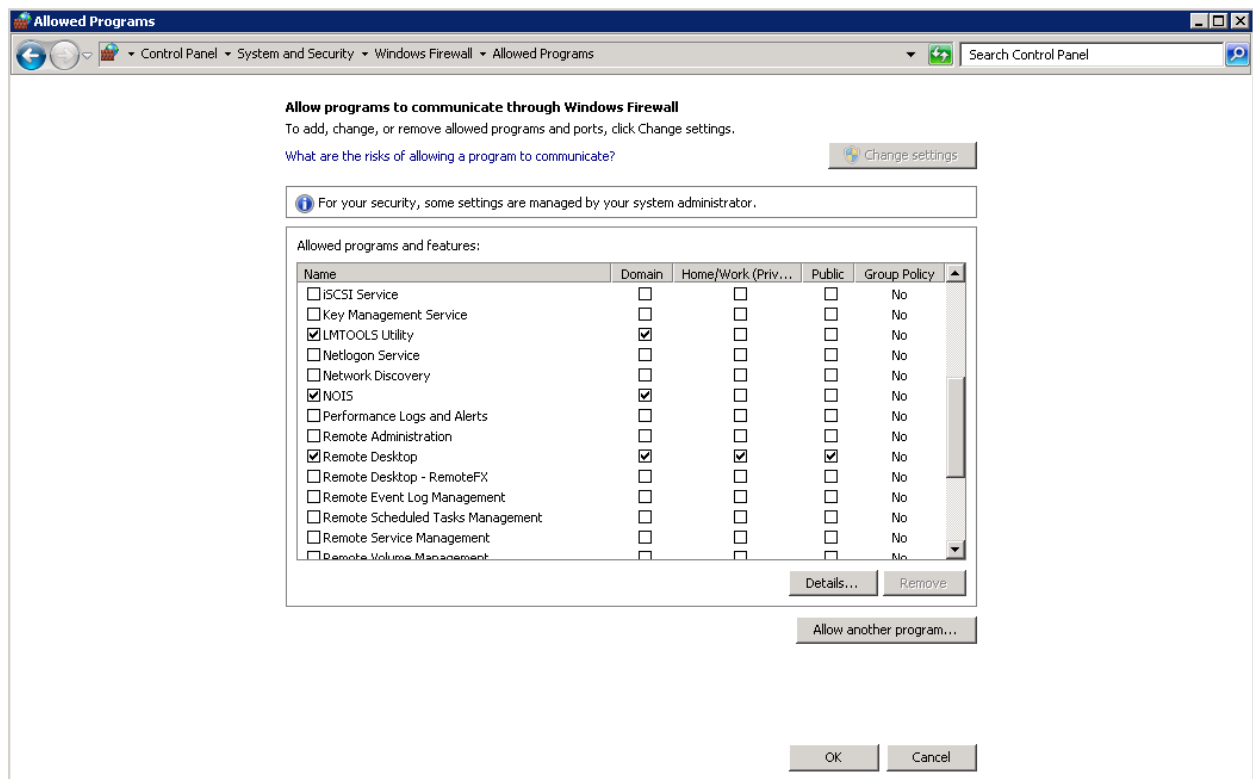 Allowed Programs
Control Panel System and Security Windows Firewall Allowed Programs Search Control Panel
Allow programs to communicate through Windows Firewall
To add, change, or remove allowed programs and ports, click Change settings.
What are the risks of allowing a program to communicate? Change settings
For your security, some settings are managed by your system administrator.
Allowed programs and features:
Name Domain Home/Work (Priv... Public Group Policy
iSCSI Service No
Key Management Service No
LMTOOLS Utility No
Netlogon Service No
Network Discovery No
NOIS No
Performance Logs and Alerts No
Remote Administration No
Remote Desktop No
Remote Desktop - RemoteFX No
Remote Event Log Management No
Remote Scheduled Tasks Management No
Remote Service Management No
Remote Volume Management No
Details... Remove
Allow another program...
OK Cancel